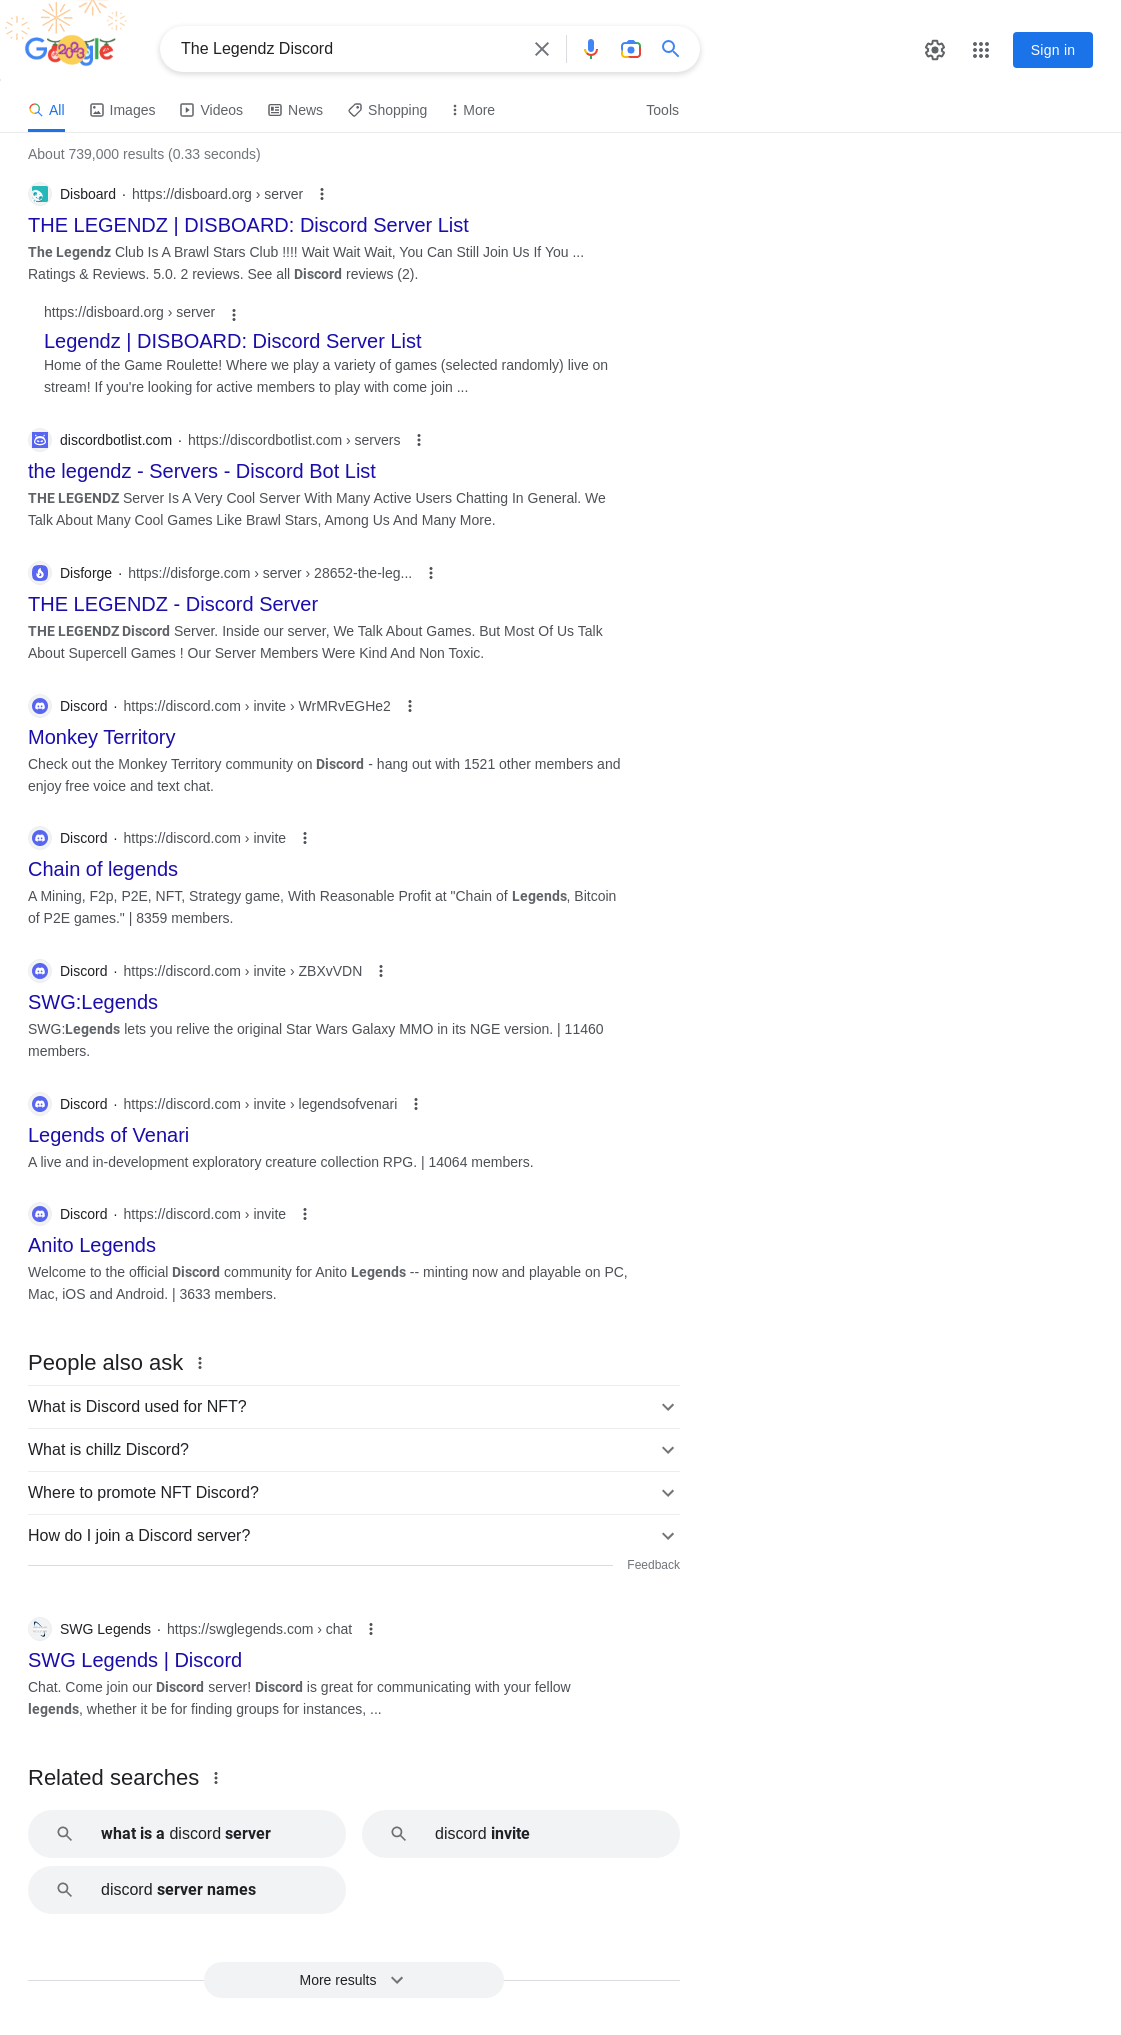 Google
The Legendz Discord
Sign in
All
Images
Videos
News
Shopping
More
Tools
About 739,000 results (0.33 seconds)
Disboard · https://disboard.org › server
THE LEGENDZ | DISBOARD: Discord Server List
The Legendz Club Is A Brawl Stars Club !!!! Wait Wait Wait, You Can Still Join Us If You ...
Ratings & Reviews. 5.0. 2 reviews. See all Discord reviews (2).
https://disboard.org › server
Legendz | DISBOARD: Discord Server List
Home of the Game Roulette! Where we play a variety of games (selected randomly) live on
stream! If you're looking for active members to play with come join ...
discordbotlist.com · https://discordbotlist.com › servers
the legendz - Servers - Discord Bot List
THE LEGENDZ Server Is A Very Cool Server With Many Active Users Chatting In General. We
Talk About Many Cool Games Like Brawl Stars, Among Us And Many More.
Disforge · https://disforge.com › server › 28652-the-leg...
THE LEGENDZ - Discord Server
THE LEGENDZ Discord Server. Inside our server, We Talk About Games. But Most Of Us Talk
About Supercell Games ! Our Server Members Were Kind And Non Toxic.
Discord · https://discord.com › invite › WrMRvEGHe2
Monkey Territory
Check out the Monkey Territory community on Discord - hang out with 1521 other members and
enjoy free voice and text chat.
Discord · https://discord.com › invite
Chain of legends
A Mining, F2p, P2E, NFT, Strategy game, With Reasonable Profit at "Chain of Legends, Bitcoin
of P2E games." | 8359 members.
Discord · https://discord.com › invite › ZBXvVDN
SWG:Legends
SWG:Legends lets you relive the original Star Wars Galaxy MMO in its NGE version. | 11460
members.
Discord · https://discord.com › invite › legendsofvenari
Legends of Venari
A live and in-development exploratory creature collection RPG. | 14064 members.
Discord · https://discord.com › invite
Anito Legends
Welcome to the official Discord community for Anito Legends -- minting now and playable on PC,
Mac, iOS and Android. | 3633 members.
People also ask
What is Discord used for NFT?
What is chillz Discord?
Where to promote NFT Discord?
How do I join a Discord server?
Feedback
SWG Legends · https://swglegends.com › chat
SWG Legends | Discord
Chat. Come join our Discord server! Discord is great for communicating with your fellow
legends, whether it be for finding groups for instances, ...
Related searches
what is a discord server
discord invite
discord server names
More results